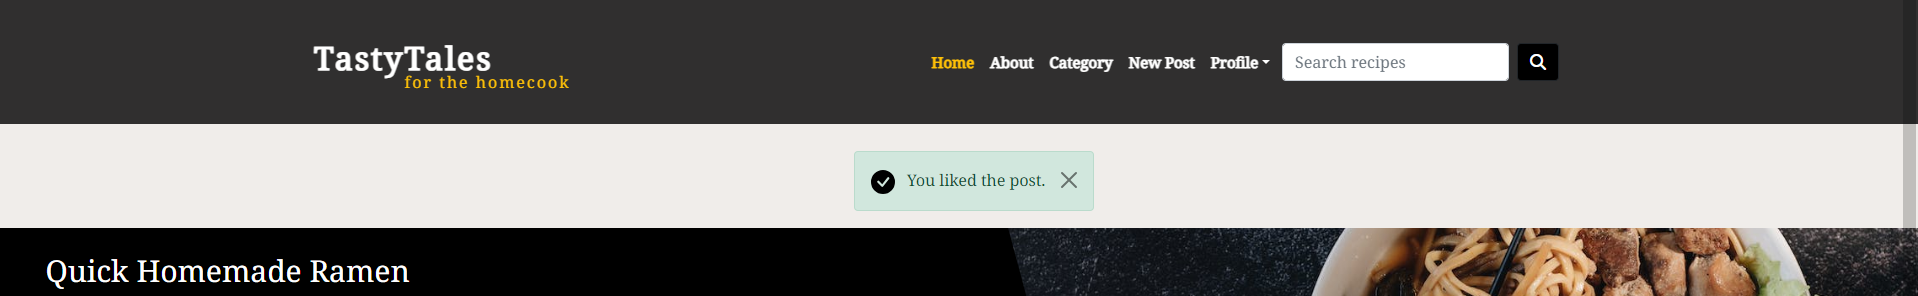 TastyTales
for the homecook
Home About Category New Post Profile Search recipes
You liked the post.
Quick Homemade Ramen